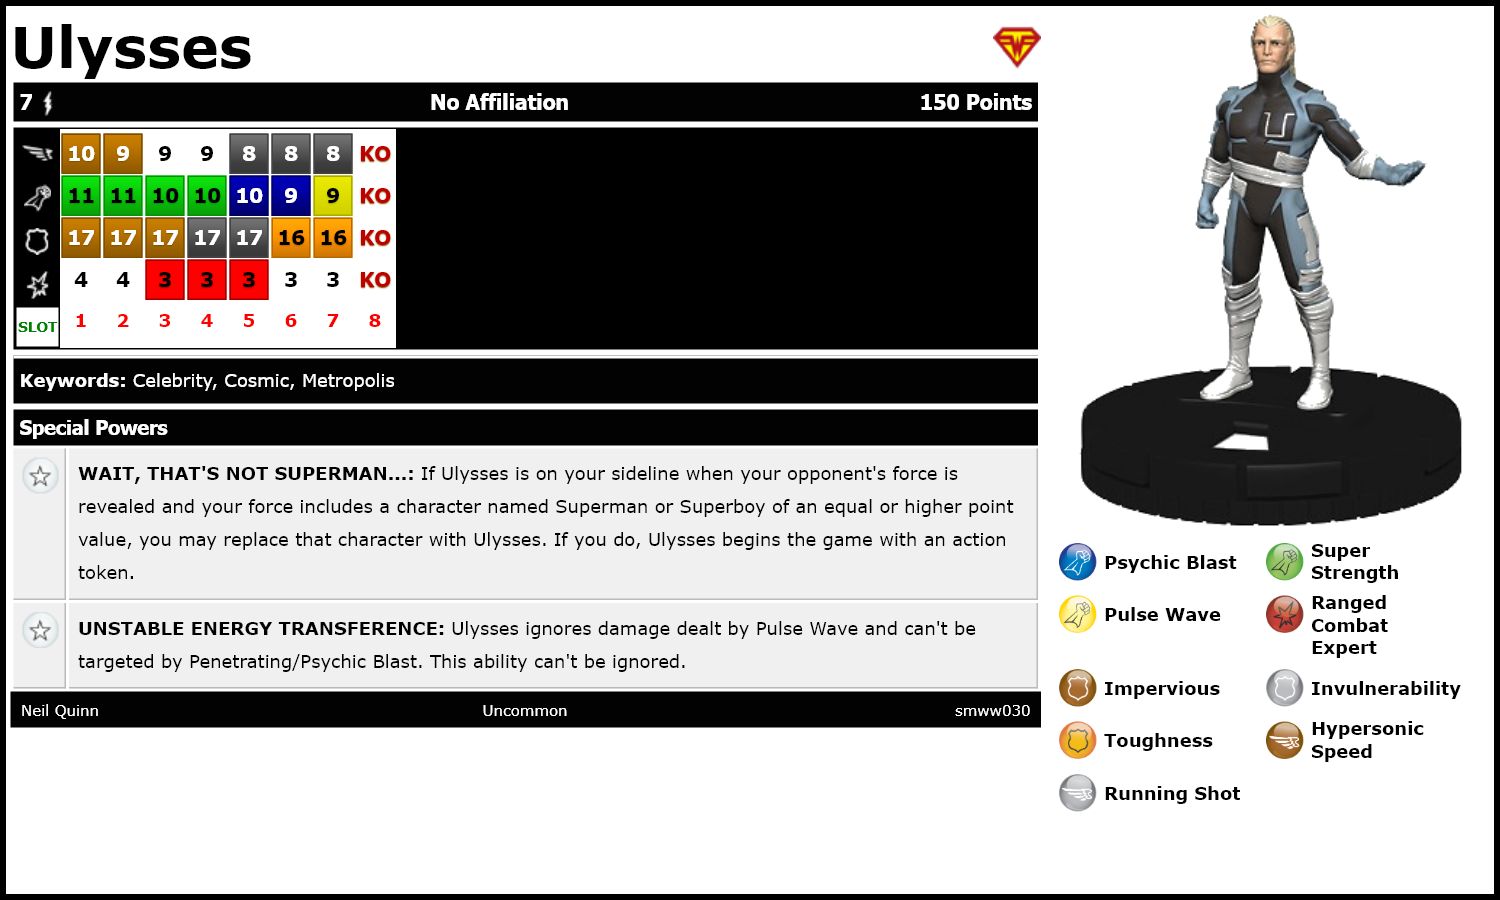 Ulysses
7 No Affiliation 150 Points
10 9 9 9 8 8 8 KO
11 11 10 10 10 9 9 KO
17 17 17 17 17 16 16 KO
4 4 3 3 3 3 3 KO
SLOT 1 2 3 4 5 6 7 8
Keywords: Celebrity, Cosmic, Metropolis
Special Powers
WAIT, THAT'S NOT SUPERMAN...: If Ulysses is on your sideline when your opponent's force is
revealed and your force includes a character named Superman or Superboy of an equal or higher point
value, you may replace that character with Ulysses. If you do, Ulysses begins the game with an action
token.
UNSTABLE ENERGY TRANSFERENCE: Ulysses ignores damage dealt by Pulse Wave and can't be
targeted by Penetrating/Psychic Blast. This ability can't be ignored.
Neil Quinn Uncommon smww030
U
Psychic Blast
Super
Strength
Pulse Wave
Ranged
Combat
Expert
Impervious
Invulnerability
Toughness
Hypersonic
Speed
Running Shot